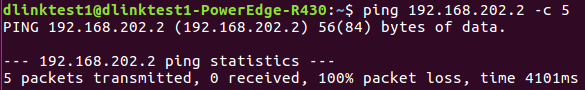 dlinktest1@dlinktest1-PowerEdge-R430:~$ ping 192.168.202.2 -c 5
PING 192.168.202.2 (192.168.202.2) 56(84) bytes of data.
--- 192.168.202.2 ping statistics ---
5 packets transmitted, 0 received, 100% packet loss, time 4101ms